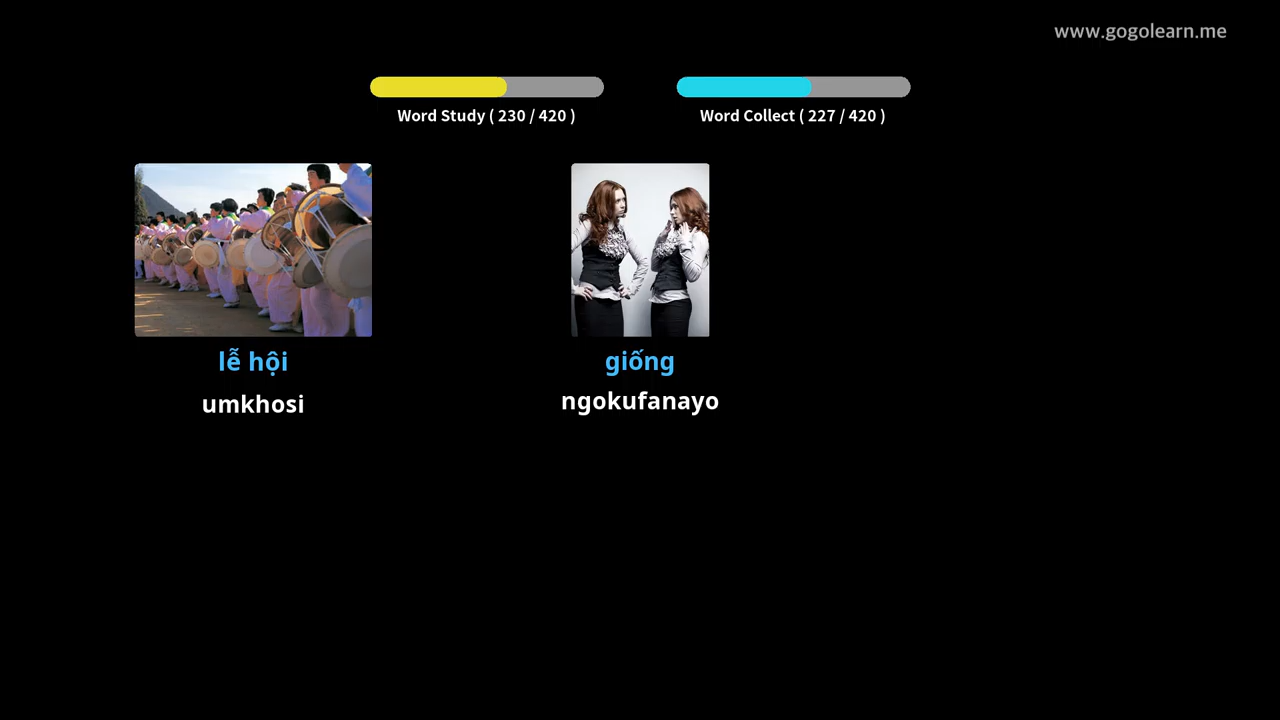 www.gogolearn.me
Word Study ( 230 / 420 )
Word Collect ( 227 / 420 )
lễ hội
umkhosi
giống
ngokufanayo